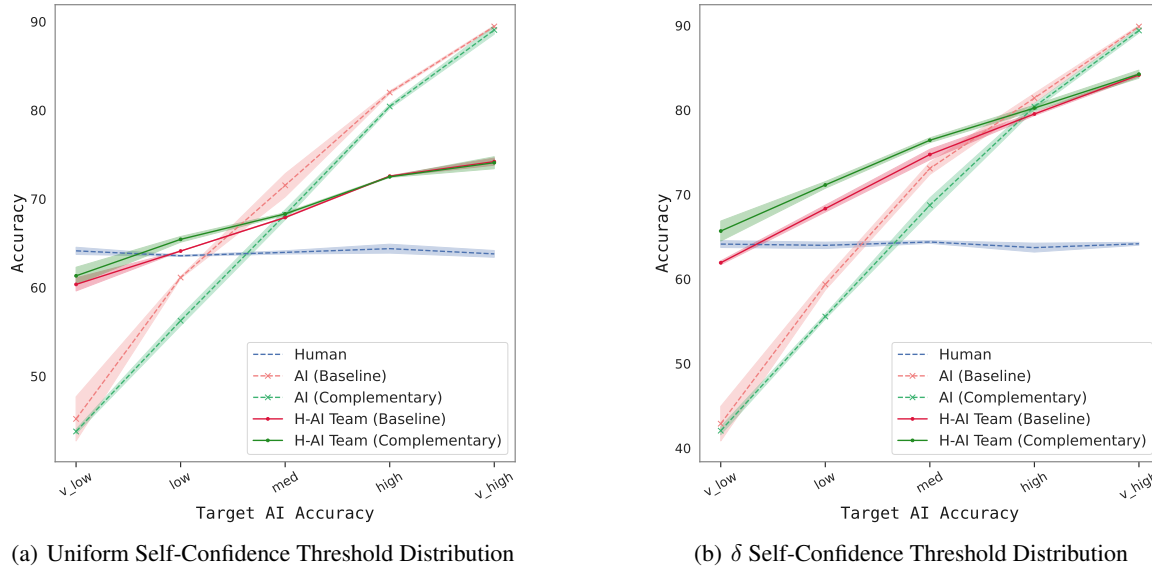 90
80
70
60
50
Accuracy
v_low
low
med
high
v_high
Target AI Accuracy
Human
AI (Baseline)
AI (Complementary)
H-AI Team (Baseline)
H-AI Team (Complementary)
(a) Uniform Self-Confidence Threshold Distribution
90
80
70
60
50
40
Accuracy
v_low
low
med
high
v_high
Target AI Accuracy
Human
AI (Baseline)
AI (Complementary)
H-AI Team (Baseline)
H-AI Team (Complementary)
(b) δ Self-Confidence Threshold Distribution